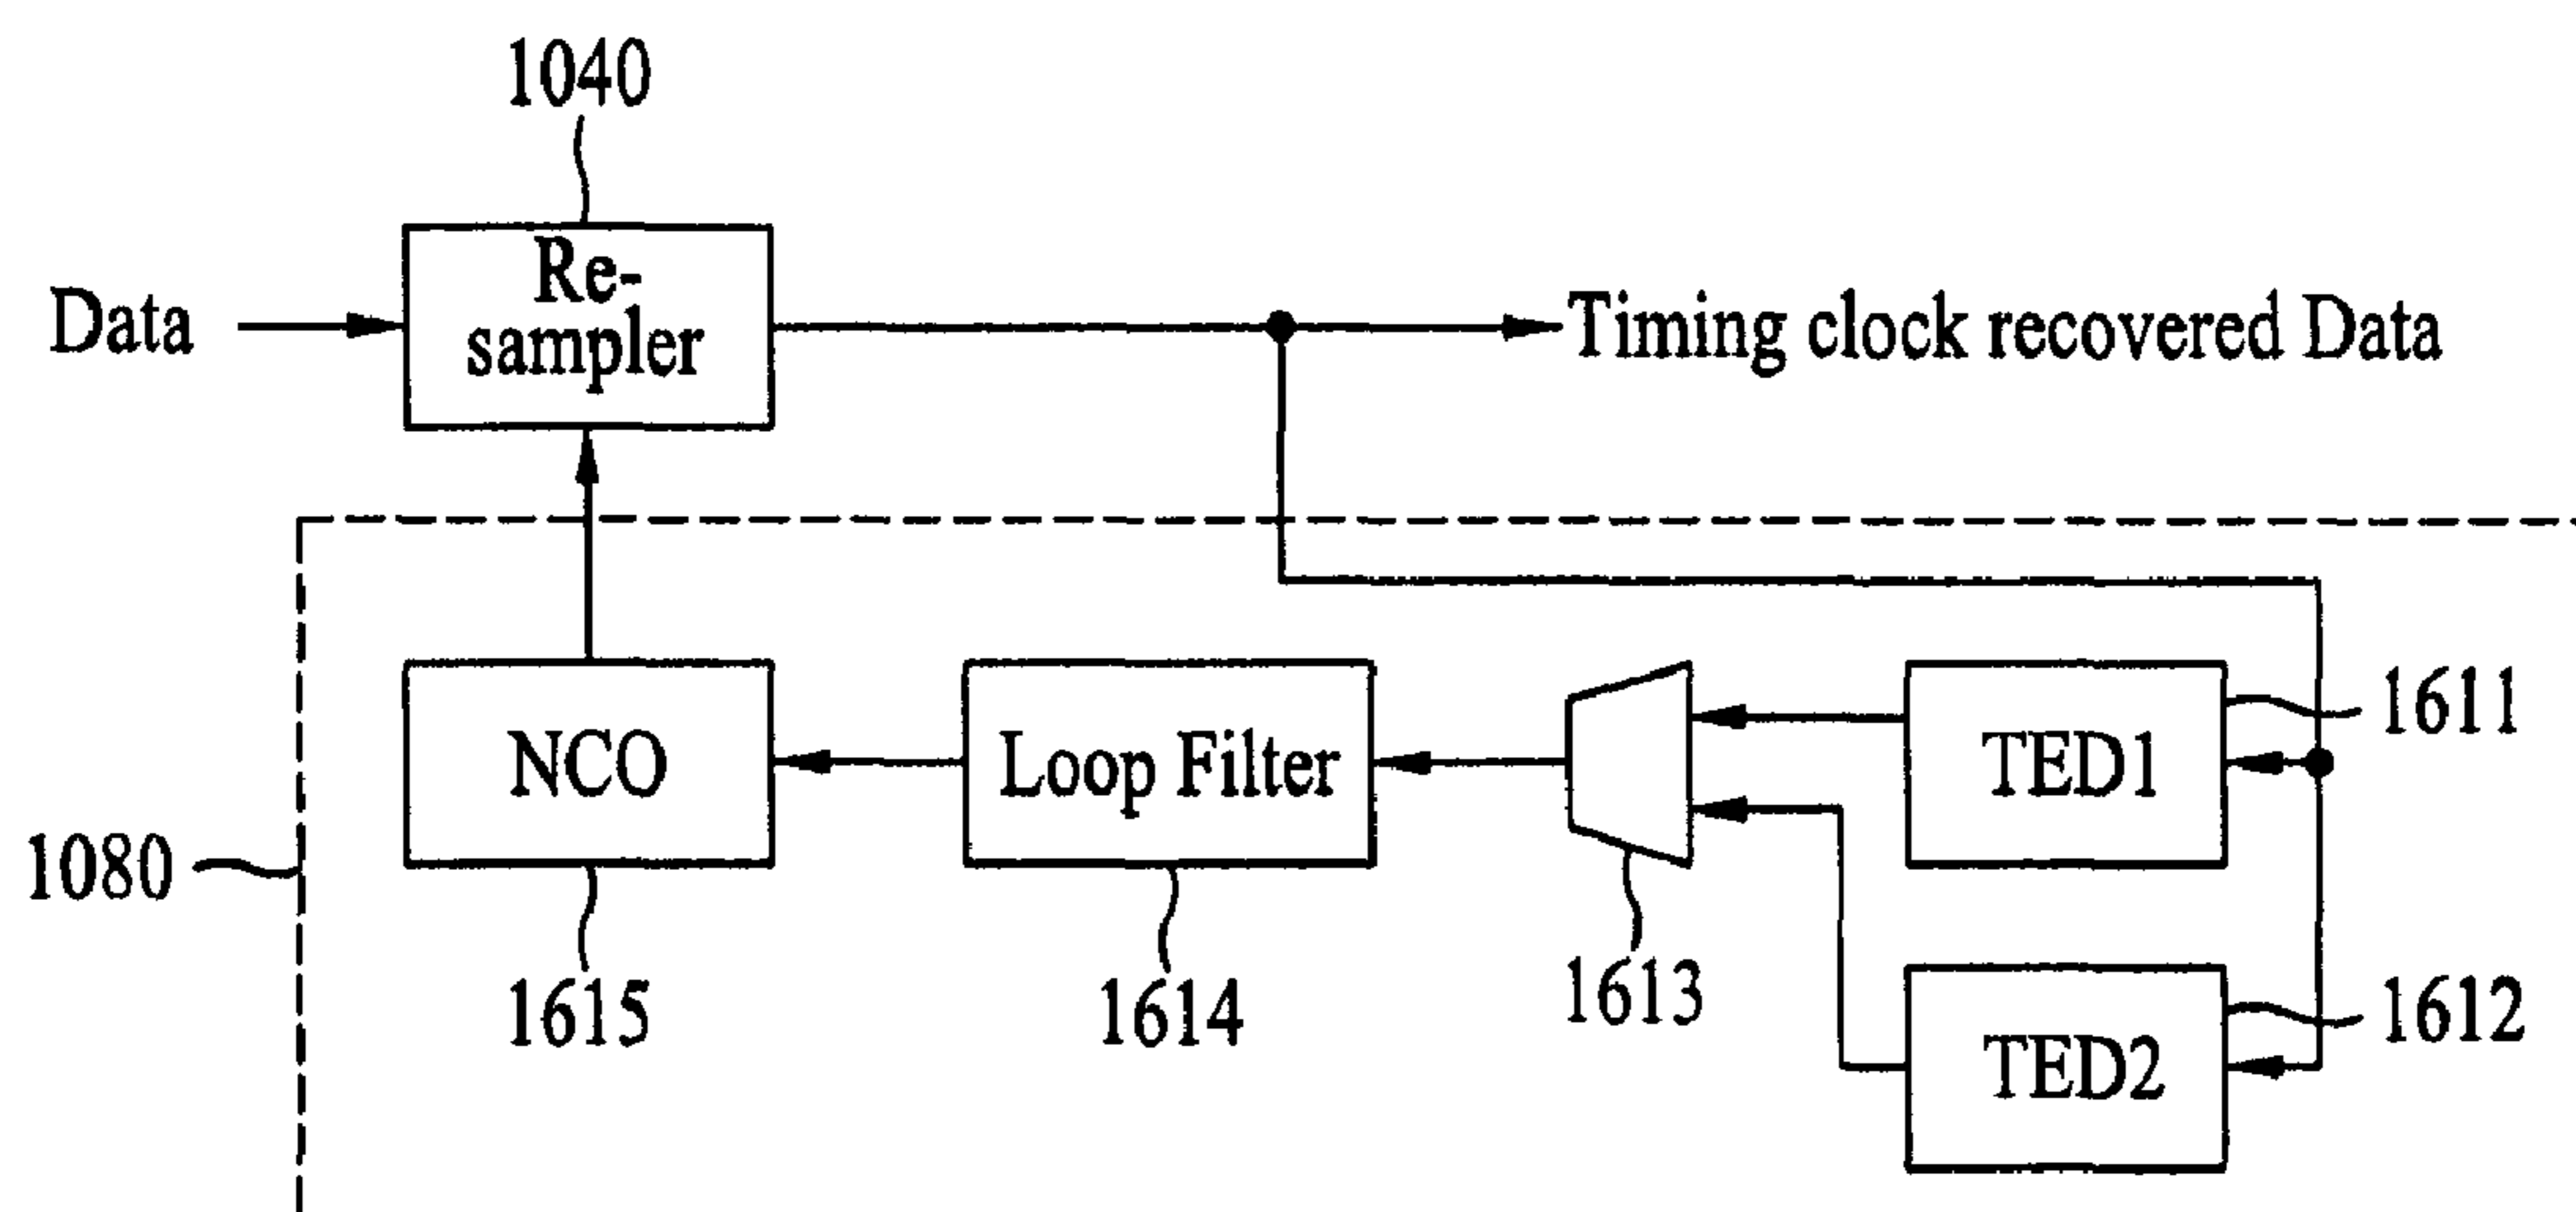 1040
Data
Re-
sampler
Timing clock recovered Data
1611
NCO
Loop Filter
TED1
1080
1613
1612
1615
1614
TED2